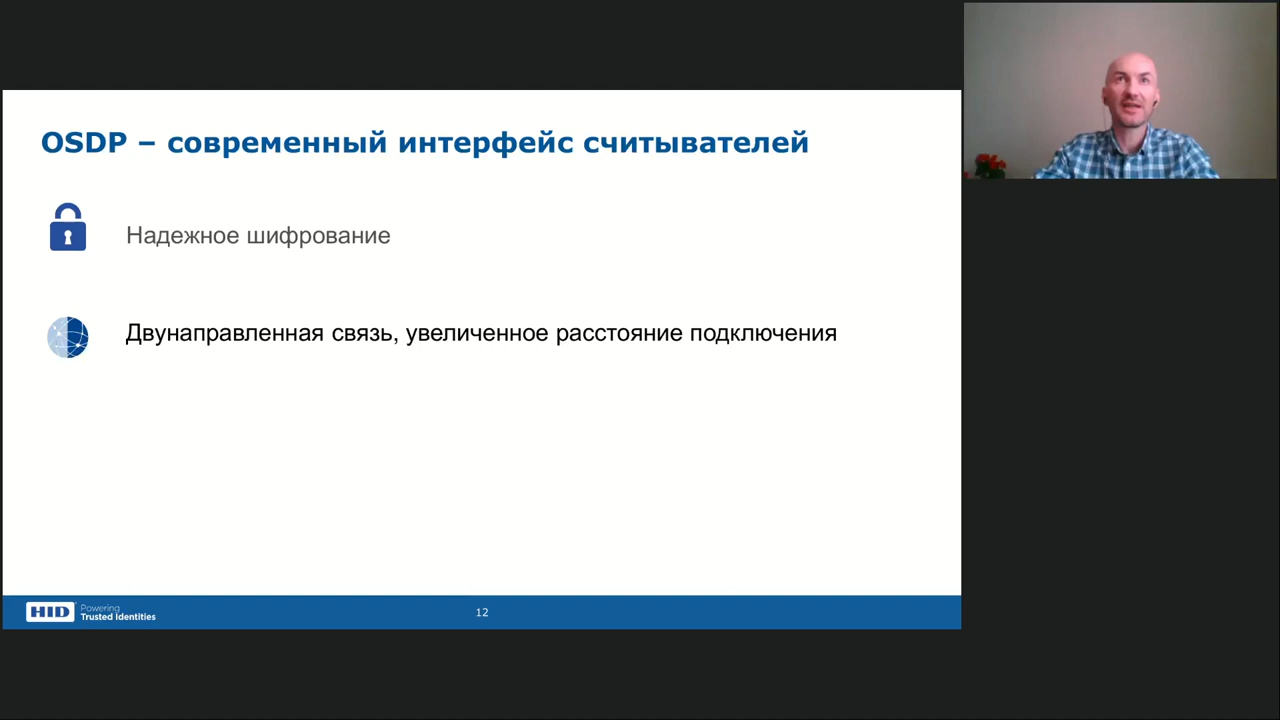 OSDP – современный интерфейс считывателей
Надежное шифрование
Двунаправленная связь, увеличенное расстояние подключения
HID
Powering
Trusted Identities
12